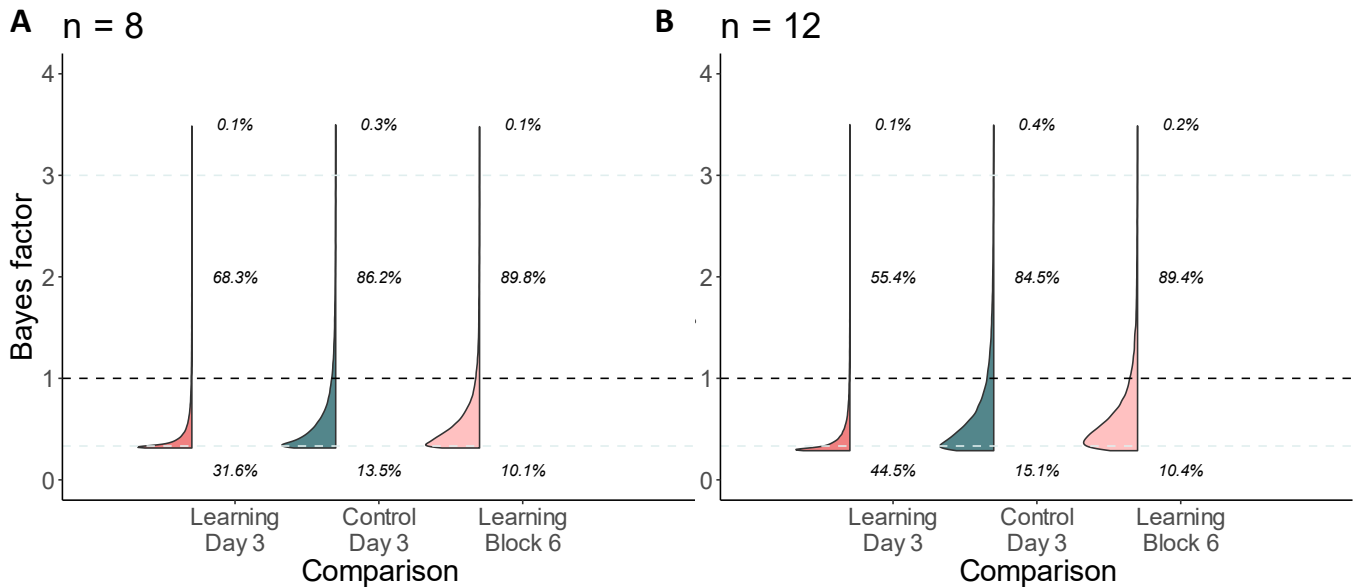 A n = 8
Bayes factor
4
3
2
1
0
0.1% 0.3% 0.1%
68.3% 86.2% 89.8%
31.6% 13.5% 10.1%
Learning Control Learning
Day 3 Day 3 Block 6
Comparison
B n = 12
4
3
2
1
0
0.1% 0.4% 0.2%
55.4% 84.5% 89.4%
44.5% 15.1% 10.4%
Learning Control Learning
Day 3 Day 3 Block 6
Comparison